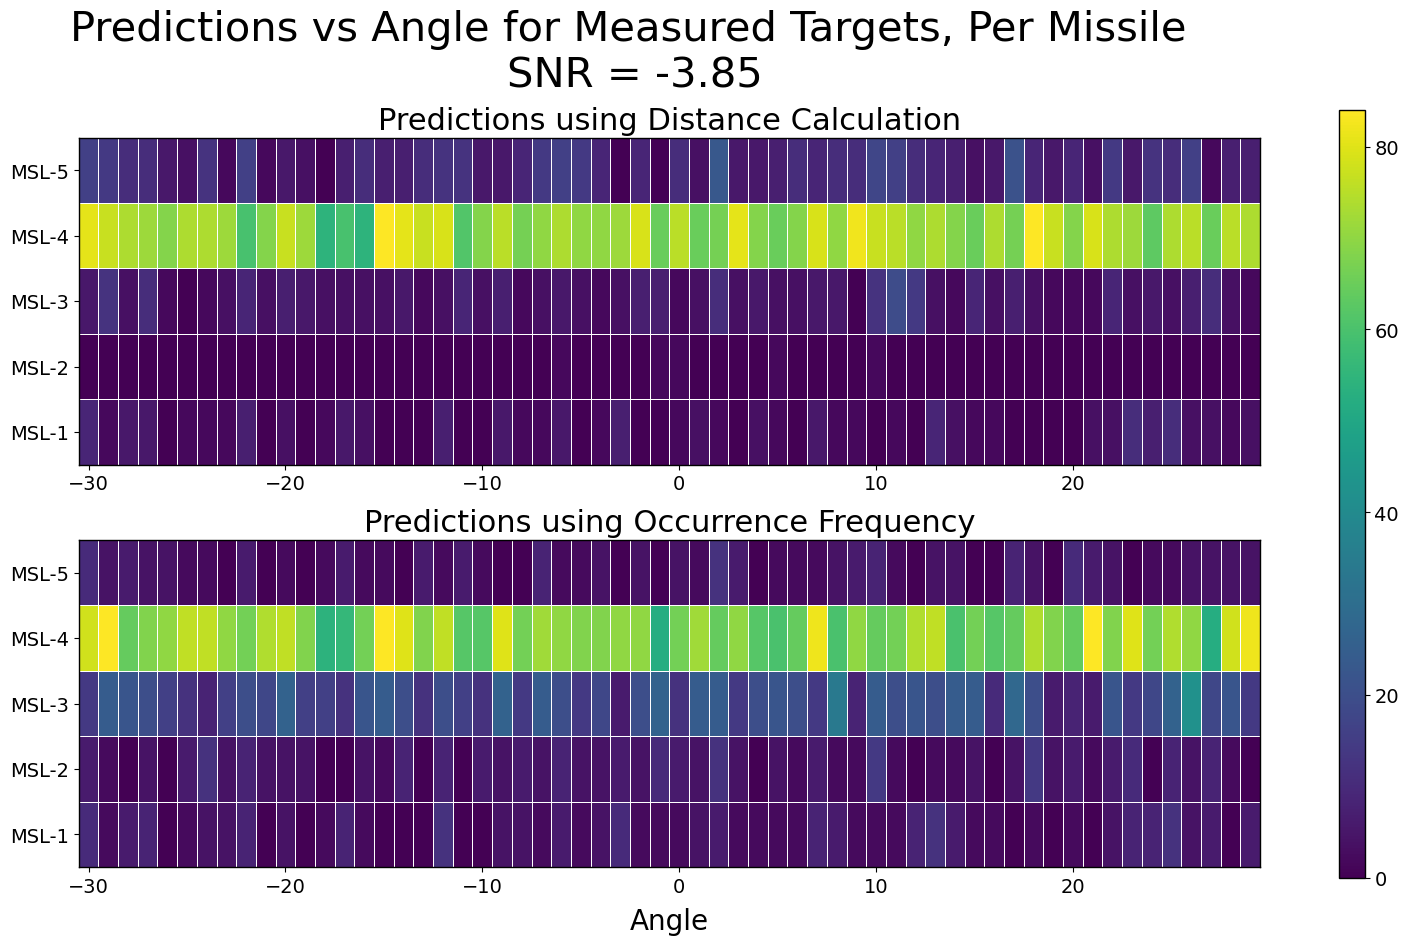 Predictions vs Angle for Measured Targets, Per Missile
SNR = -3.85
Predictions using Distance Calculation
MSL-5
MSL-4
MSL-3
MSL-2
MSL-1
−30 −20 −10 0 10 20
Predictions using Occurrence Frequency
MSL-5
MSL-4
MSL-3
MSL-2
MSL-1
−30 −20 −10 0 10 20
Angle
80
60
40
20
0